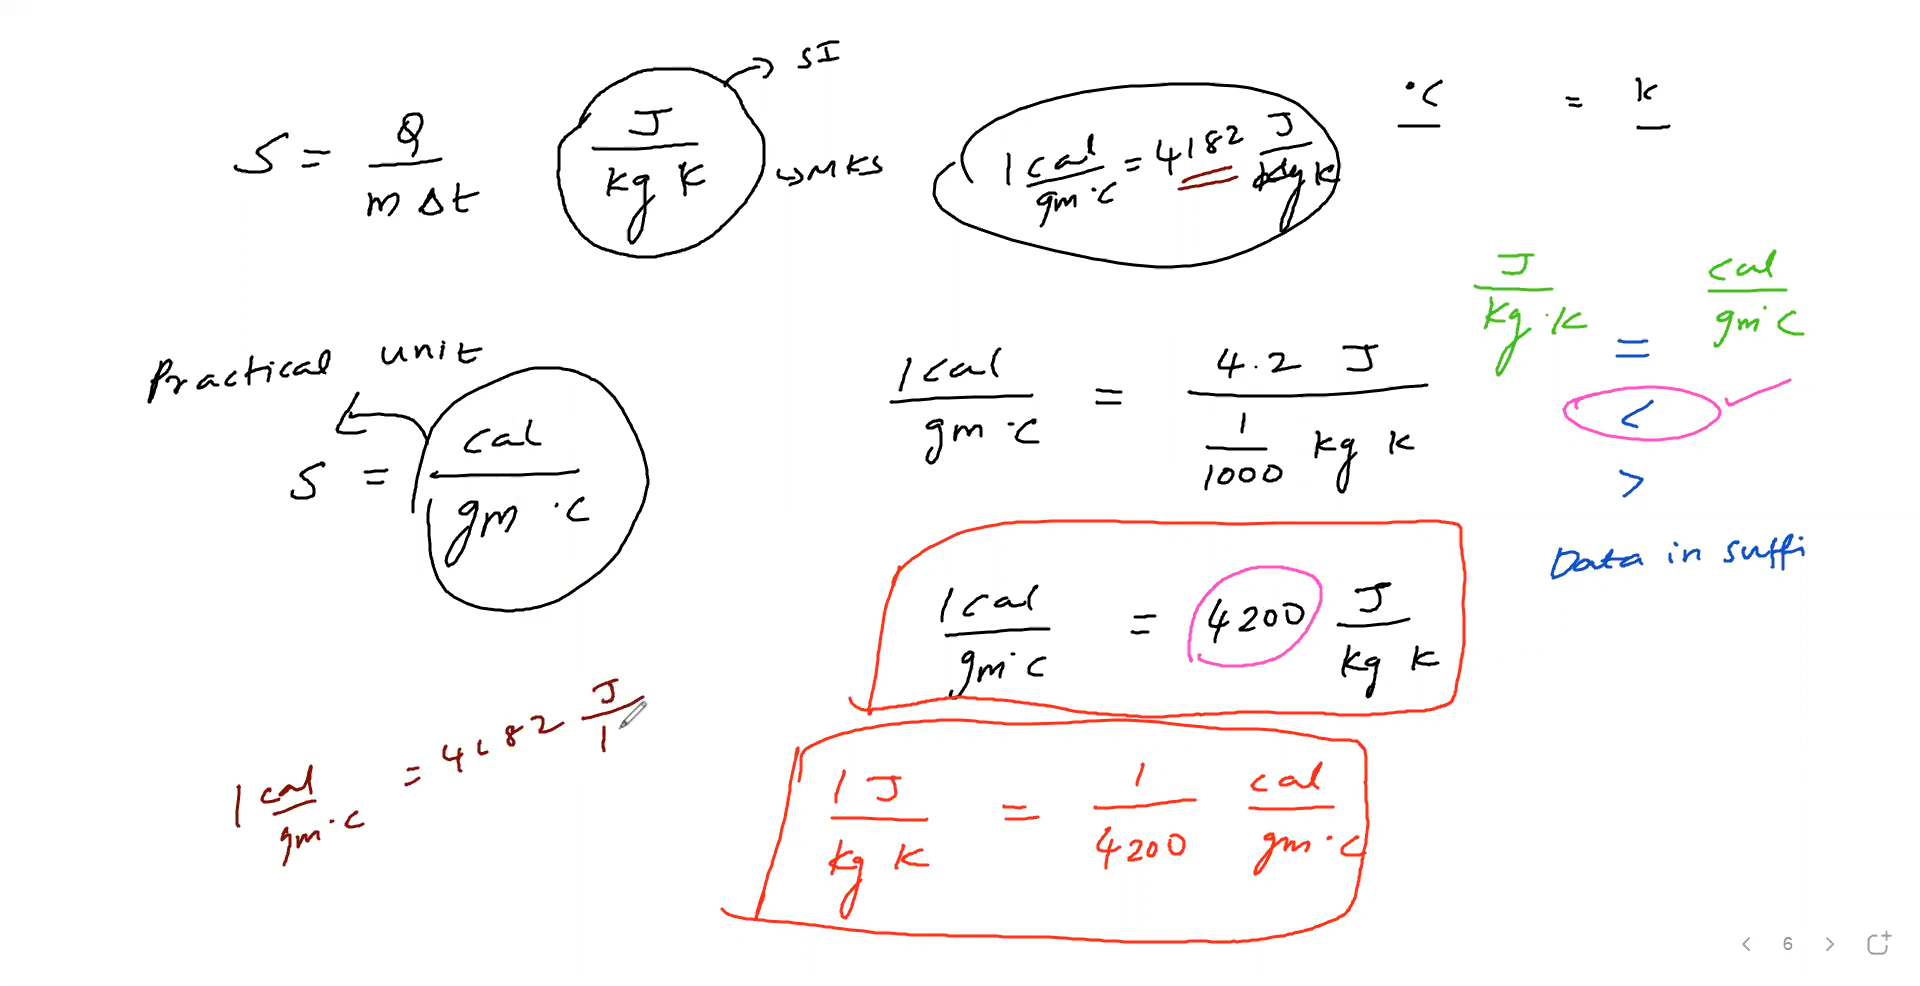 S = Q / m Δt
J / kg K
→ SI
→ MKS
1 cal / gm °C = 4182 J / kg K
°C = K
Practical unit
S = cal / gm °C
1 cal / gm °C = 4.2 J / (1/1000) kg K
J / kg·K
cal / gm °C
=
<
>
Data in suffi
1 cal / gm °C = 4200 J / kg K
1 cal / gm °C = 4182 J / 1
1 J / kg K = 1 / 4200 cal / gm °C
< 6 >